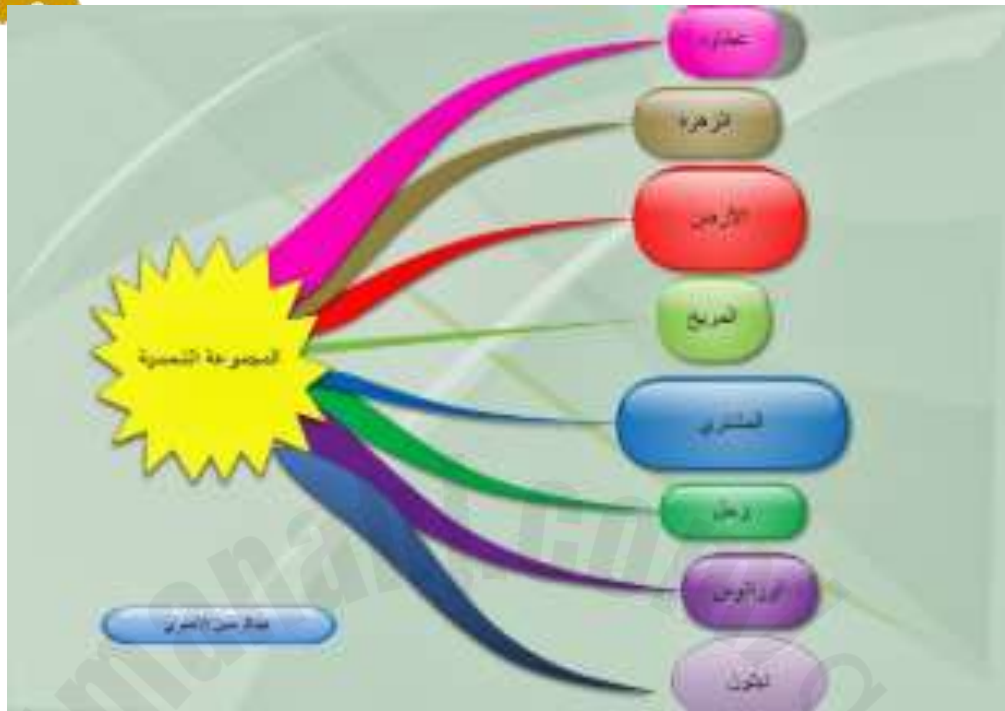 عطارد
الزهرة
الأرض
المريخ
المجموعة الشمسية
المشتري
زحل
أورانوس
نبتون